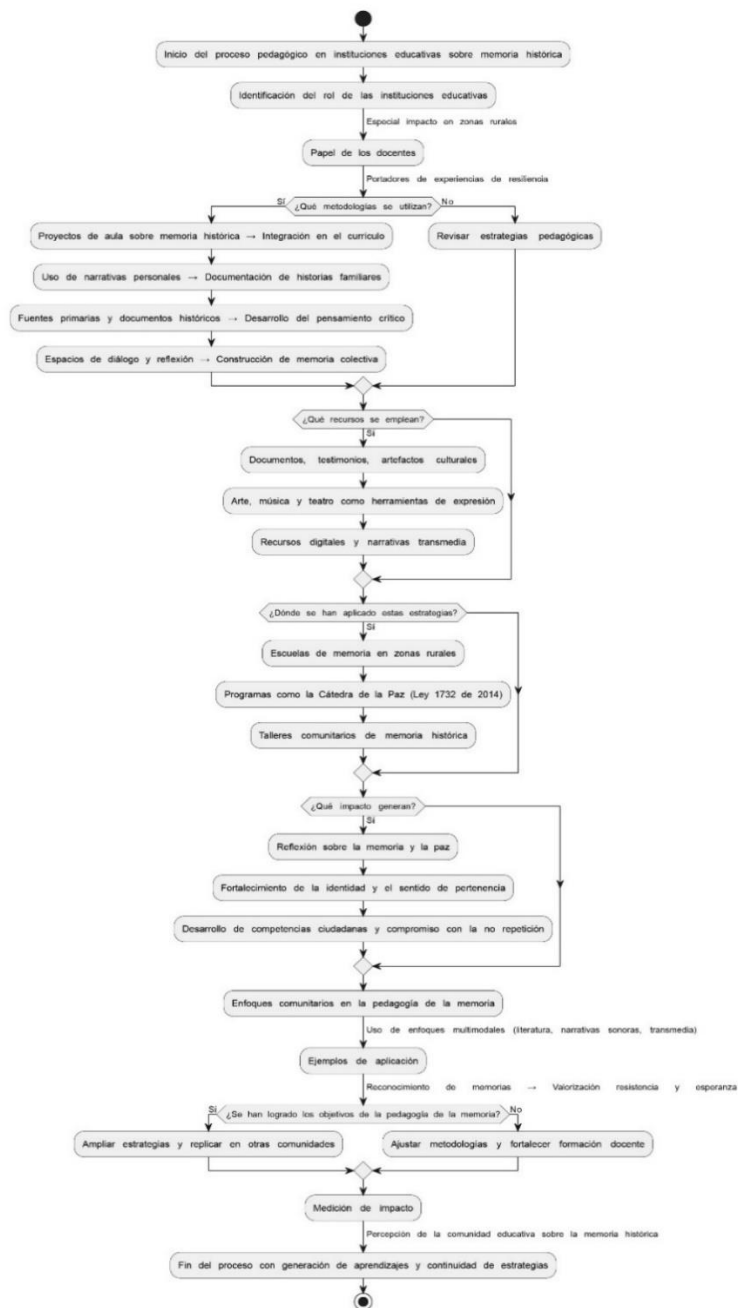 Inicio del proceso pedagógico en instituciones educativas sobre memoria histórica
Identificación del rol de las instituciones educativas
Especial impacto en zonas rurales
Papel de los docentes
Portadores de experiencias de resiliencia
Sí
¿Qué metodologías se utilizan?
No
Proyectos de aula sobre memoria histórica → Integración en el currículo
Revisar estrategias pedagógicas
Uso de narrativas personales → Documentación de historias familiares
Fuentes primarias y documentos históricos → Desarrollo del pensamiento crítico
Espacios de diálogo y reflexión → Construcción de memoria colectiva
¿Qué recursos se emplean?
Sí
Documentos, testimonios, artefactos culturales
Arte, música y teatro como herramientas de expresión
Recursos digitales y narrativas transmedia
¿Dónde se han aplicado estas estrategias?
Sí
Escuelas de memoria en zonas rurales
Programas como la Cátedra de la Paz (Ley 1732 de 2014)
Talleres comunitarios de memoria histórica
¿Qué impacto generan?
Sí
Reflexión sobre la memoria y la paz
Fortalecimiento de la identidad y el sentido de pertenencia
Desarrollo de competencias ciudadanas y compromiso con la no repetición
Enfoques comunitarios en la pedagogía de la memoria
Uso de enfoques multimodales (literatura, narrativas sonoras, transmedia)
Ejemplos de aplicación
Reconocimiento de memorias → Valorización resistencia y esperanza
Sí
¿Se han logrado los objetivos de la pedagogía de la memoria?
No
Ampliar estrategias y replicar en otras comunidades
Ajustar metodologías y fortalecer formación docente
Medición de impacto
Percepción de la comunidad educativa sobre la memoria histórica
Fin del proceso con generación de aprendizajes y continuidad de estrategias